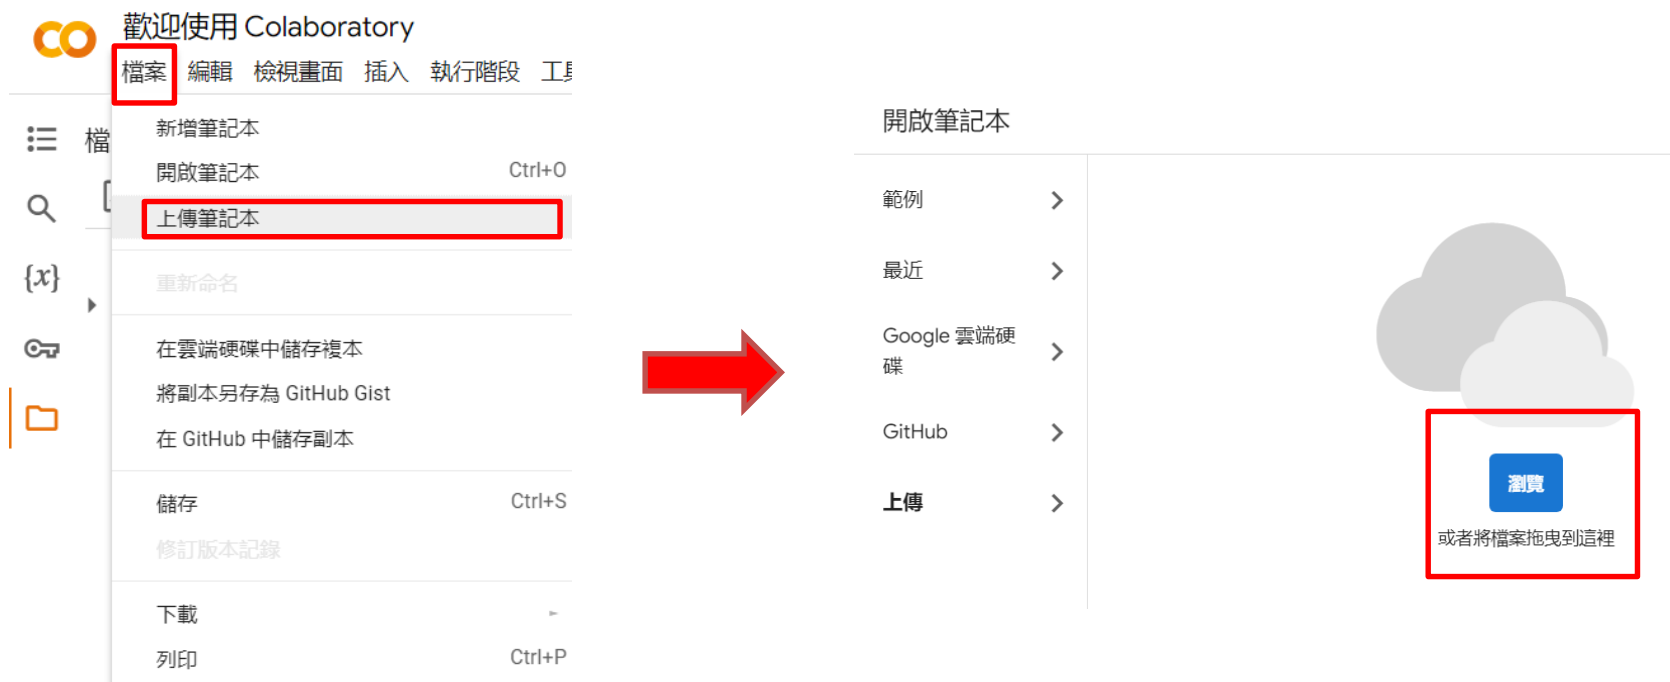 歡迎使用 Colaboratory
檔案 編輯 檢視畫面 插入 執行階段
檔
新增筆記本
開啟筆記本 Ctrl+O
上傳筆記本
重新命名
{x}
在雲端硬碟中儲存複本
將副本另存為 GitHub Gist
在 GitHub 中儲存副本
儲存 Ctrl+S
修訂版本記錄
下載
列印 Ctrl+P
開啟筆記本
範例
最近
Google 雲端硬
碟
GitHub
上傳
瀏覽
或者將檔案拖曳到這裡